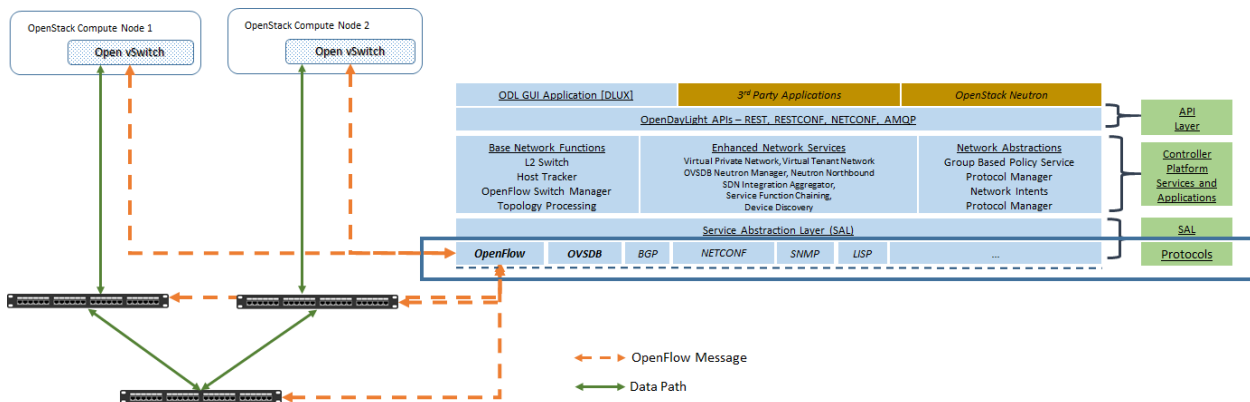 OpenStack Compute Node 1
Open vSwitch
OpenStack Compute Node 2
Open vSwitch
ODL GUI Application [DLUX]
3rd Party Applications
OpenStack Neutron
OpenDayLight APIs – REST, RESTCONF, NETCONF, AMQP
API
Layer
Base Network Functions
L2 Switch
Host Tracker
OpenFlow Switch Manager
Topology Processing
Enhanced Network Services
Virtual Private Network, Virtual Tenant Network
OVSDB Neutron Manager, Neutron Northbound
SDN Integration Aggregator,
Service Function Chaining,
Device Discovery
Network Abstractions
Group Based Policy Service
Protocol Manager
Network Intents
Protocol Manager
Controller
Platform
Services and
Applications
Service Abstraction Layer (SAL)
SAL
OpenFlow
OVSDB
BGP
NETCONF
SNMP
LISP
...
Protocols
OpenFlow Message
Data Path